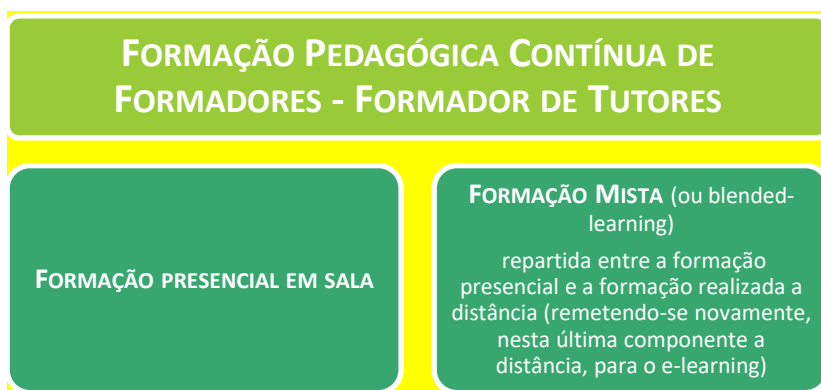 FORMAÇÃO PEDAGÓGICA CONTÍNUA DE
FORMADORES - FORMADOR DE TUTORES
FORMAÇÃO PRESENCIAL EM SALA
FORMAÇÃO MISTA (ou blended-
learning)
repartida entre a formação
presencial e a formação realizada a
distância (remetendo-se novamente,
nesta última componente a
distância, para o e-learning)